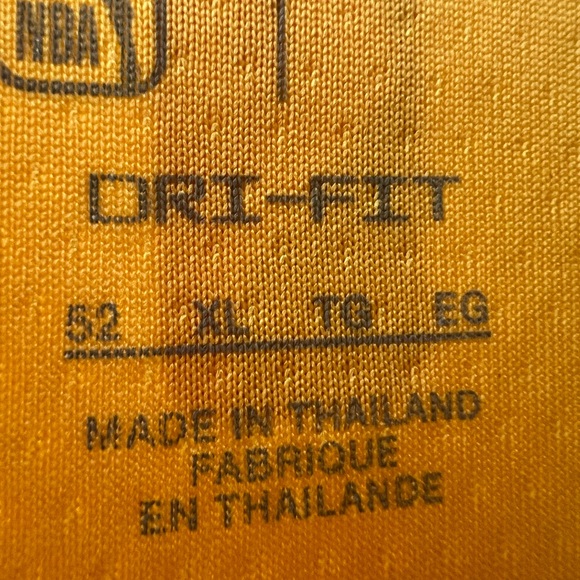 NBA
DRI-FIT
52 XL TG EG
MADE IN THAILAND
FABRIQUE
EN THAILANDE